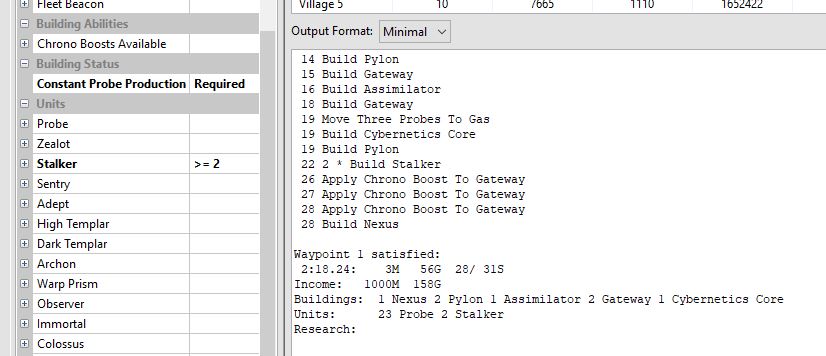 Fleet Beacon
Building Abilities
Chrono Boosts Available
Building Status
Constant Probe Production Required
Units
Probe
Zealot
Stalker >= 2
Sentry
Adept
High Templar
Dark Templar
Archon
Warp Prism
Observer
Immortal
Colossus
Village 5 10 7665 1110 1652422
Output Format: Minimal
14 Build Pylon
15 Build Gateway
16 Build Assimilator
18 Build Gateway
19 Move Three Probes To Gas
19 Build Cybernetics Core
19 Build Pylon
22 2 * Build Stalker
26 Apply Chrono Boost To Gateway
27 Apply Chrono Boost To Gateway
28 Apply Chrono Boost To Gateway
28 Build Nexus
Waypoint 1 satisfied:
2:18.24: 3M 56G 28/ 31S
Income: 1000M 158G
Buildings: 1 Nexus 2 Pylon 1 Assimilator 2 Gateway 1 Cybernetics Core
Units: 23 Probe 2 Stalker
Research: